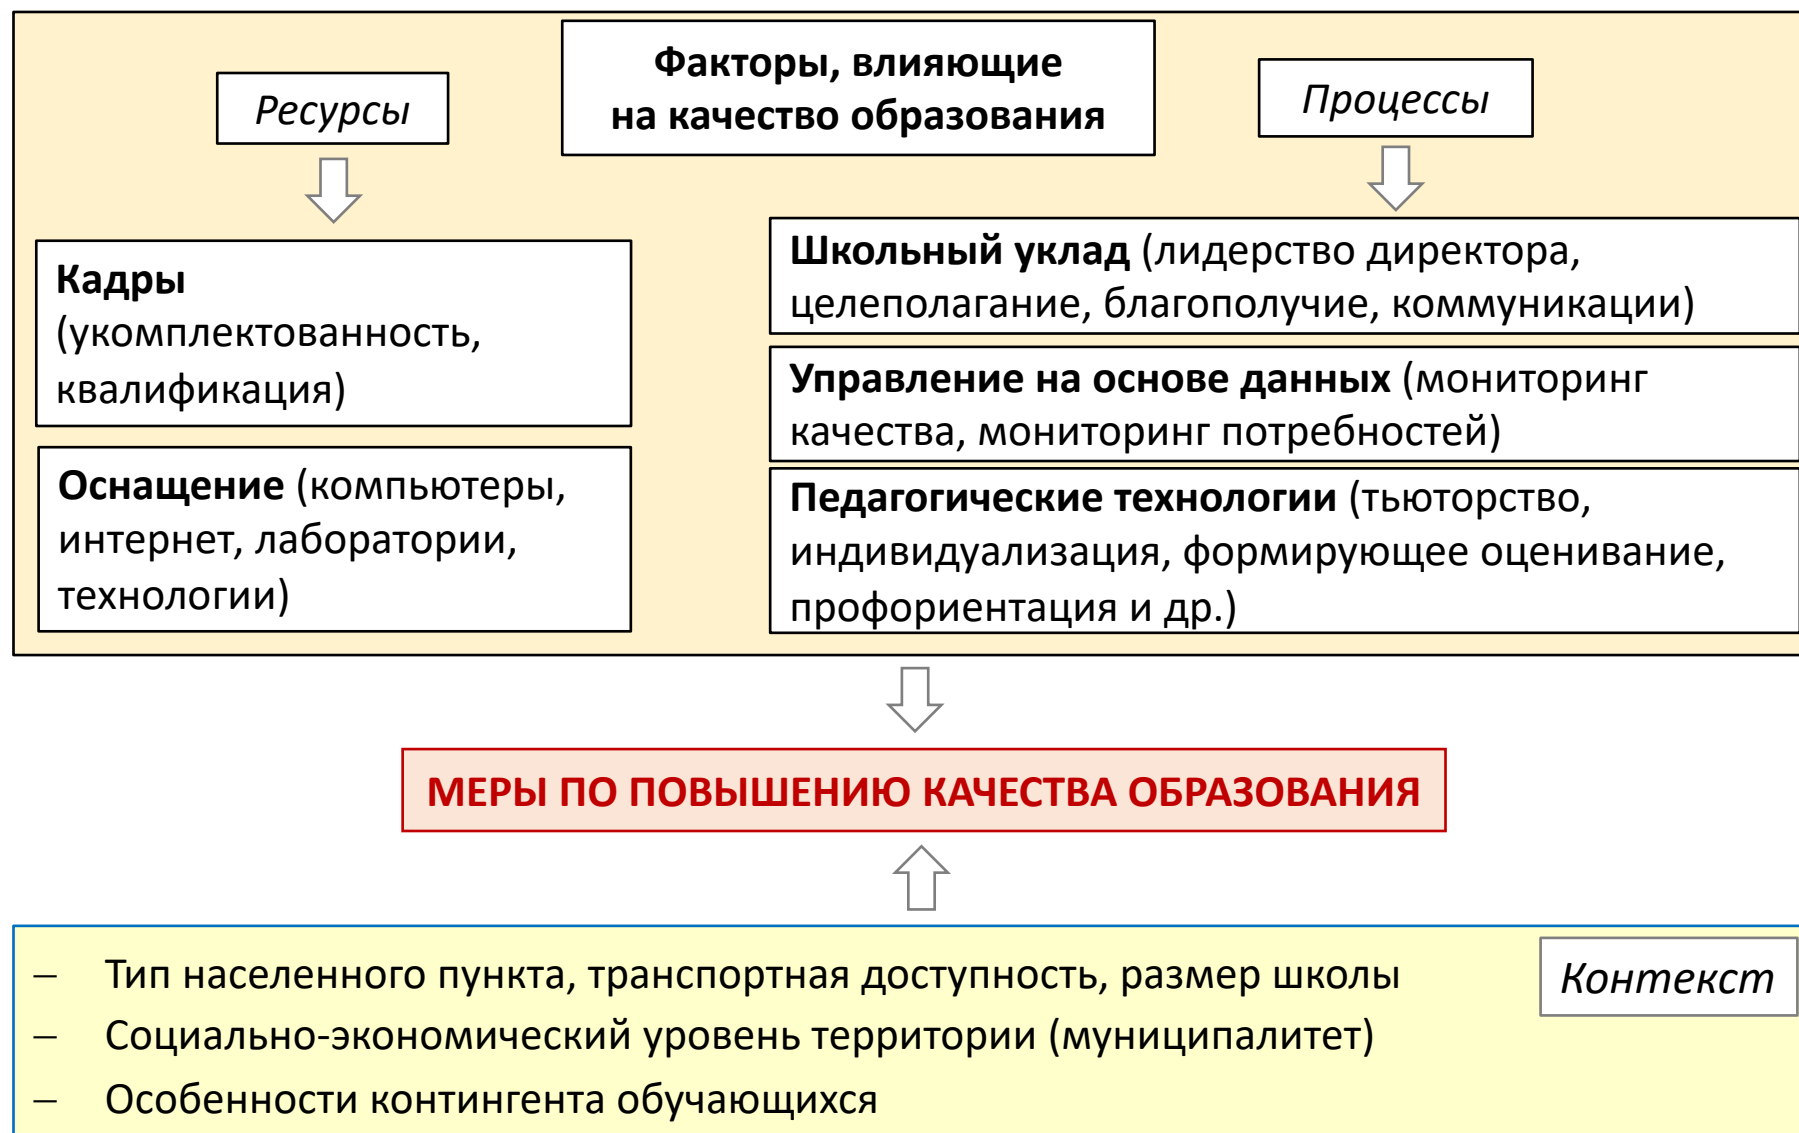 Факторы, влияющие
на качество образования
Ресурсы
Процессы
Кадры
(укомплектованность,
квалификация)
Оснащение (компьютеры,
интернет, лаборатории,
технологии)
Школьный уклад (лидерство директора,
целеполагание, благополучие, коммуникации)
Управление на основе данных (мониторинг
качества, мониторинг потребностей)
Педагогические технологии (тьюторство,
индивидуализация, формирующее оценивание,
профориентация и др.)
МЕРЫ ПО ПОВЫШЕНИЮ КАЧЕСТВА ОБРАЗОВАНИЯ
Контекст
– Тип населенного пункта, транспортная доступность, размер школы
– Социально-экономический уровень территории (муниципалитет)
– Особенности контингента обучающихся